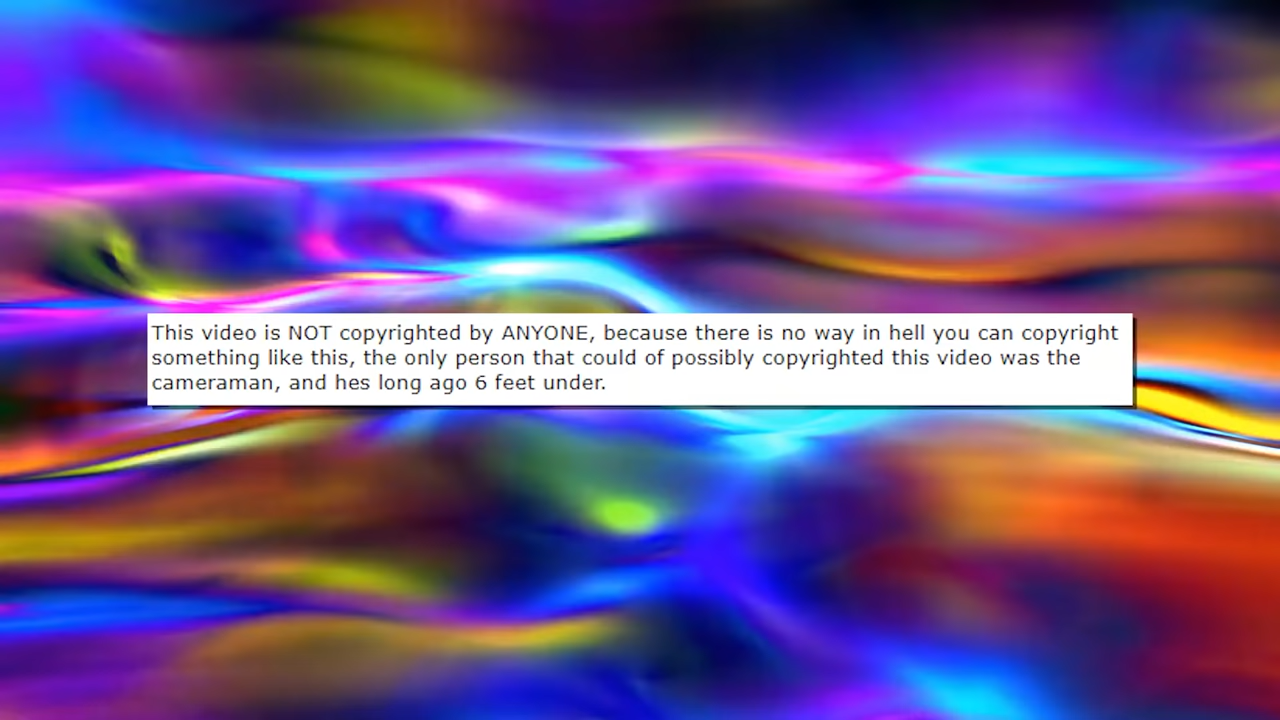 This video is NOT copyrighted by ANYONE, because there is no way in hell you can copyright
something like this, the only person that could of possibly copyrighted this video was the
cameraman, and hes long ago 6 feet under.